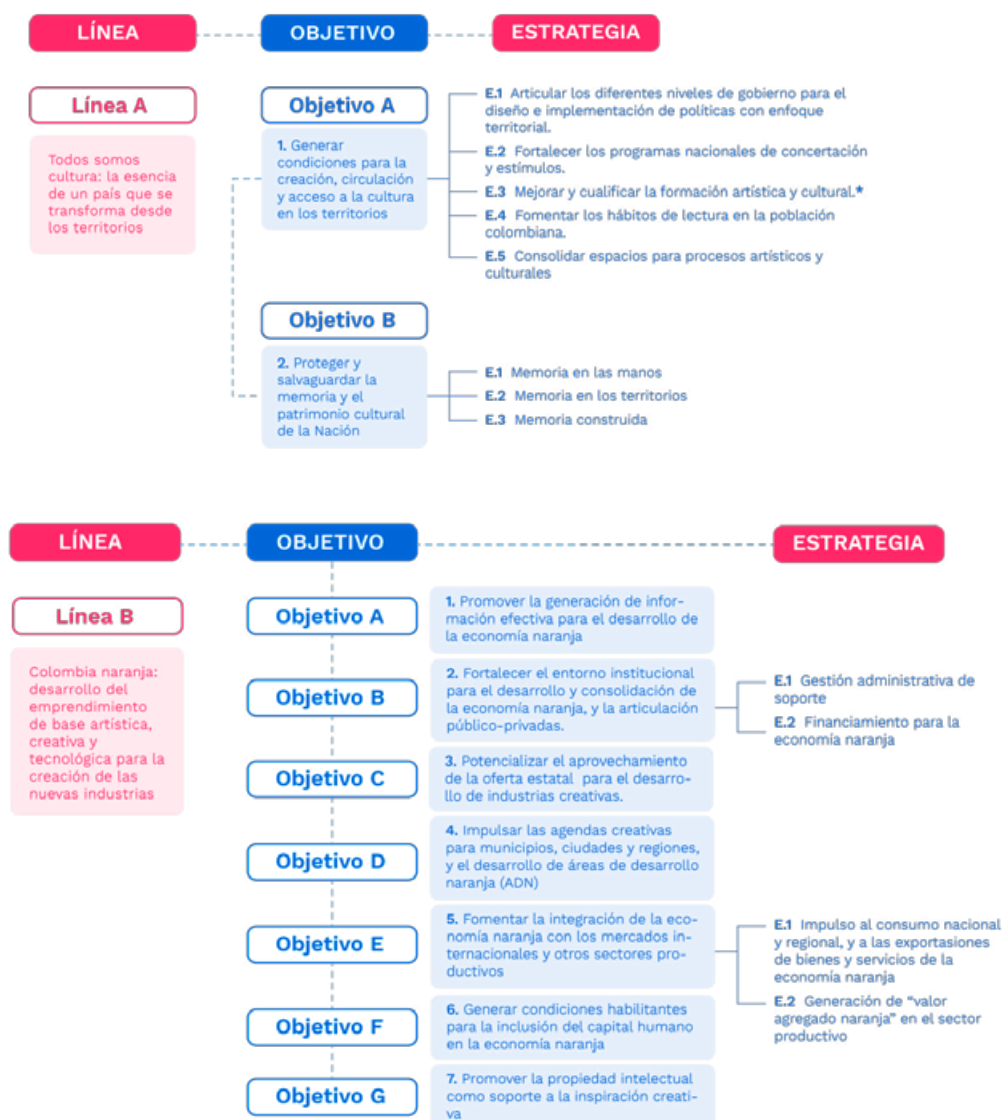 LÍNEA
OBJETIVO
ESTRATEGIA
Línea A
Todos somos
cultura: la esencia
de un país que se
transforma desde
los territorios
Objetivo A
1. Generar
condiciones para la
creación, circulación
y acceso a la cultura
en los territorios
E.1 Articular los diferentes niveles de gobierno para el
diseño e implementación de políticas con enfoque
territorial.
E.2 Fortalecer los programas nacionales de concertación
y estímulos.
E.3 Mejorar y cualificar la formación artística y cultural.*
E.4 Fomentar los hábitos de lectura en la población
colombiana.
E.5 Consolidar espacios para procesos artísticos y
culturales
Objetivo B
2. Proteger y
salvaguardar la
memoria y el
patrimonio cultural
de la Nación
E.1 Memoria en las manos
E.2 Memoria en los territorios
E.3 Memoria construida
LÍNEA
OBJETIVO
ESTRATEGIA
Línea B
Colombia naranja:
desarrollo del
emprendimiento
de base artística,
creativa y
tecnológica para la
creación de las
nuevas industrias
Objetivo A
1. Promover la generación de infor-
mación efectiva para el desarrollo de
la economía naranja
Objetivo B
2. Fortalecer el entorno institucional
para el desarrollo y consolidación de
la economía naranja, y la articulación
público-privadas.
E.1 Gestión administrativa de
soporte
E.2 Financiamiento para la
economía naranja
Objetivo C
3. Potencializar el aprovechamiento
de la oferta estatal para el desarro-
llo de industrias creativas.
Objetivo D
4. Impulsar las agendas creativas
para municipios, ciudades y regiones,
y el desarrollo de áreas de desarrollo
naranja (ADN)
Objetivo E
5. Fomentar la integración de la eco-
nomía naranja con los mercados in-
ternacionales y otros sectores pro-
ductivos
E.1 Impulso al consumo nacional
y regional, y a las exportasiones
de bienes y servicios de la
economía naranja
E.2 Generación de “valor
agregado naranja” en el sector
productivo
Objetivo F
6. Generar condiciones habilitantes
para la inclusión del capital humano
en la economía naranja
Objetivo G
7. Promover la propiedad intelectual
como soporte a la inspiración creati-
va